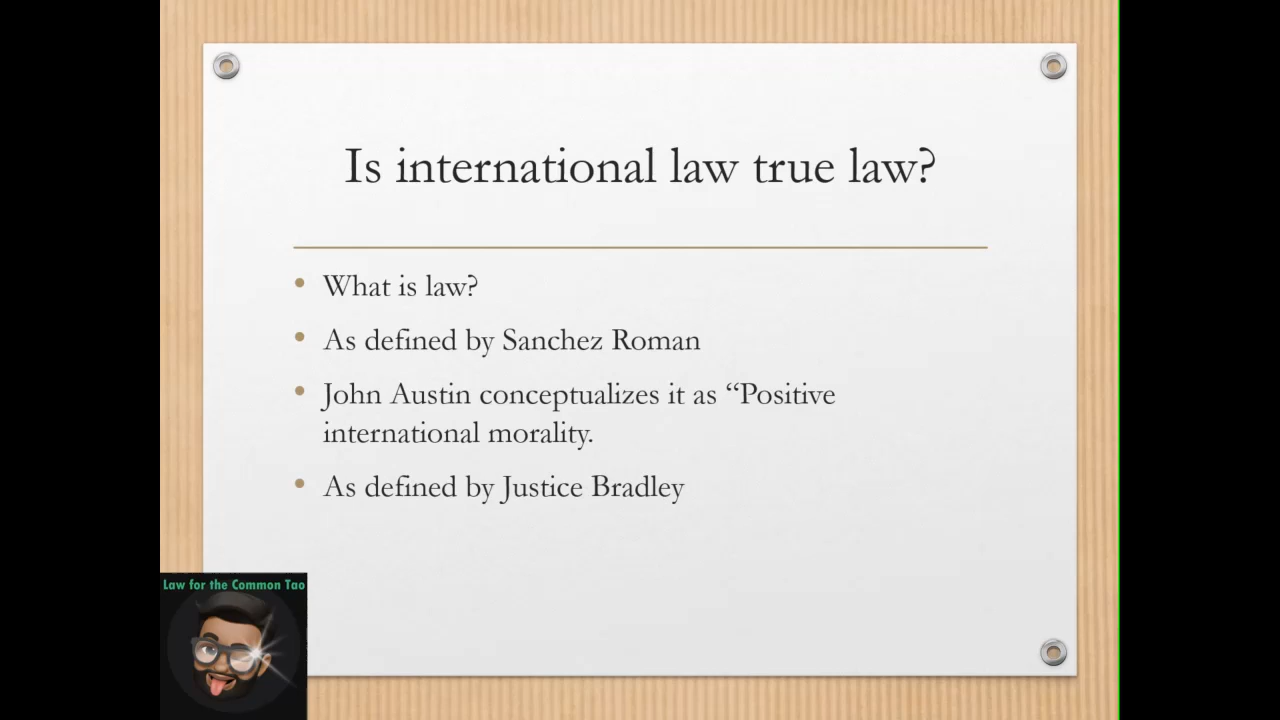 Is international law true law?
• What is law?
• As defined by Sanchez Roman
• John Austin conceptualizes it as “Positive
international morality.
• As defined by Justice Bradley
Law for the Common Tao